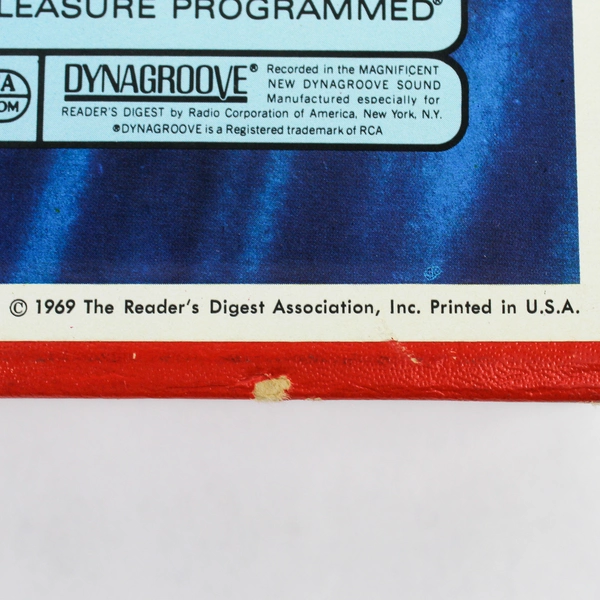 LEASURE PROGRAMMED®
A
OM
DYNAGROOVE® Recorded in the MAGNIFICENT
NEW DYNAGROOVE SOUND
Manufactured especially for
READER'S DIGEST by Radio Corporation of America, New York, N.Y.
®DYNAGROOVE is a Registered trademark of RCA
© 1969 The Reader's Digest Association, Inc. Printed in U.S.A.